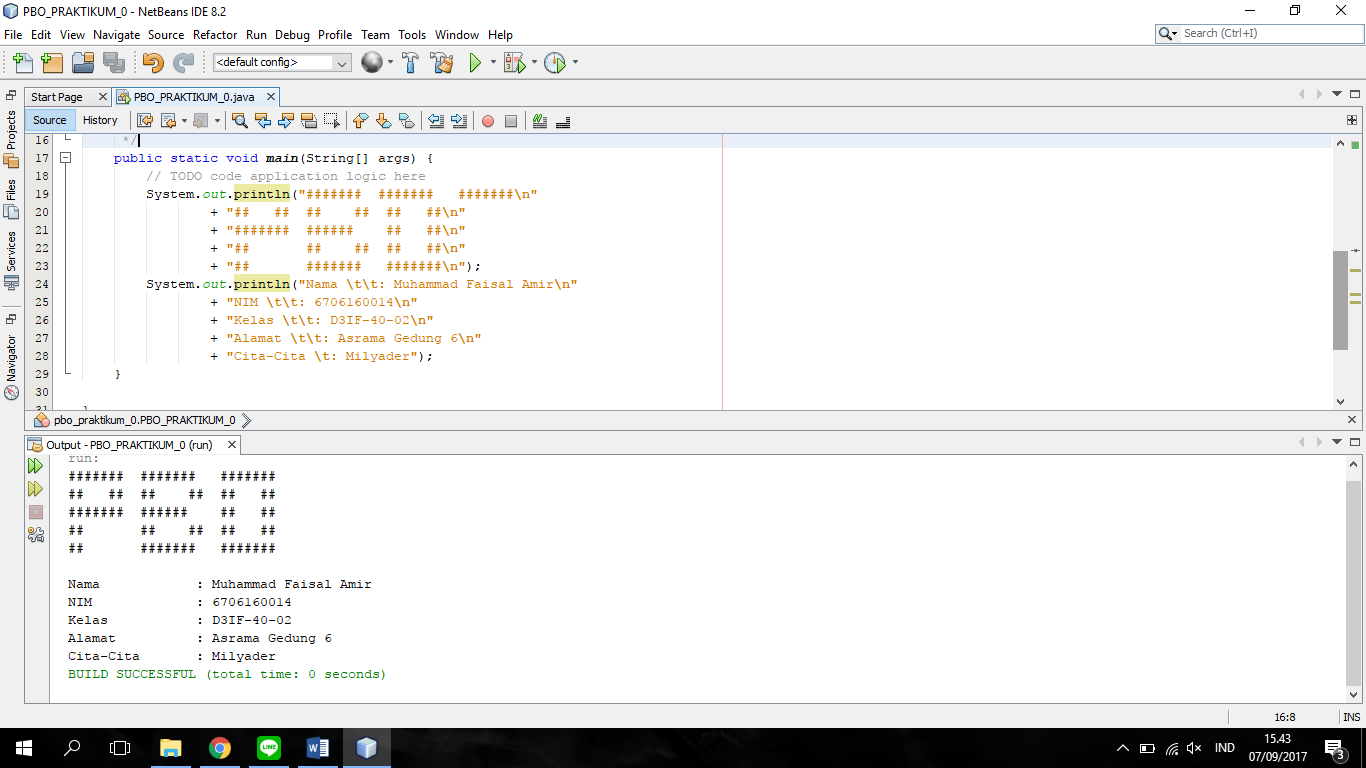 PBO_PRAKTIKUM_0 - NetBeans IDE 8.2
File Edit View Navigate Source Refactor Run Debug Profile Team Tools Window Help
Search (Ctrl+I)
<default config>
Start Page PBO_PRAKTIKUM_0.java
Source History
Projects
Files
Services
Navigator
16 */
17 public static void main(String[] args) {
18 // TODO code application logic here
19 System.out.println("#######  #######   #######\n"
20 + "##   ##  ##    ##  ##   ##\n"
21 + "#######  ######    ##   ##\n"
22 + "##       ##    ##  ##   ##\n"
23 + "##       #######   #######\n");
24 System.out.println("Nama \t\t: Muhammad Faisal Amir\n"
25 + "NIM \t\t: 6706160014\n"
26 + "Kelas \t\t: D3IF-40-02\n"
27 + "Alamat \t\t: Asrama Gedung 6\n"
28 + "Cita-Cita \t: Milyader");
29 }
30
31 }
pbo_praktikum_0.PBO_PRAKTIKUM_0
Output - PBO_PRAKTIKUM_0 (run)
run:
#######  #######   #######
##   ##  ##    ##  ##   ##
#######  ######    ##   ##
##       ##    ##  ##   ##
##       #######   #######
Nama : Muhammad Faisal Amir
NIM : 6706160014
Kelas : D3IF-40-02
Alamat : Asrama Gedung 6
Cita-Cita : Milyader
BUILD SUCCESSFUL (total time: 0 seconds)
16:8 INS
LINE
IND
15.43
07/09/2017
3